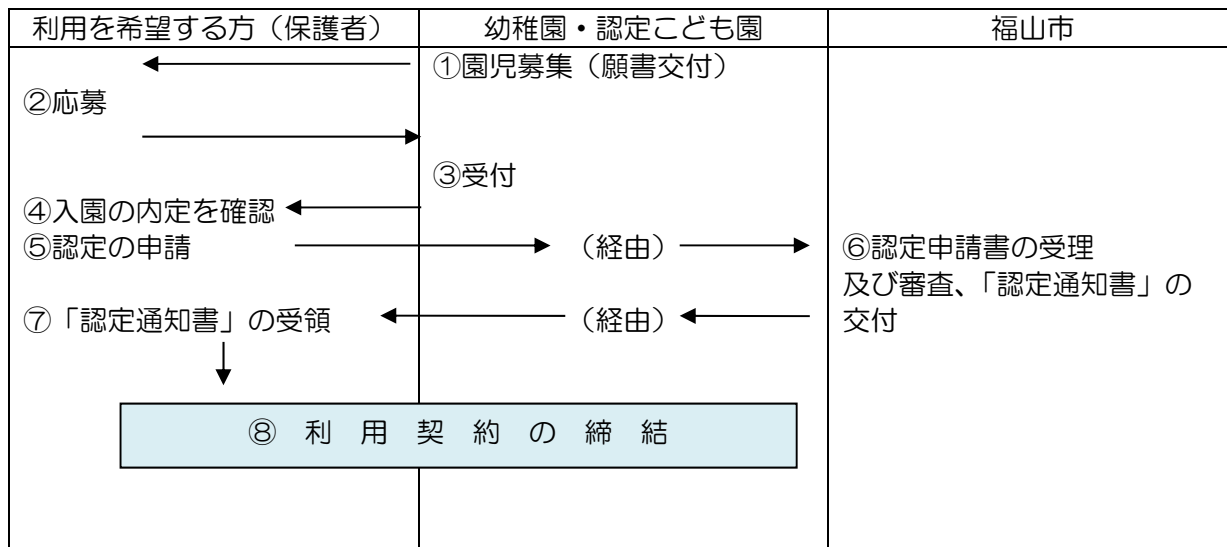 利用を希望する方（保護者） 幼稚園・認定こども園 福山市
①園児募集（願書交付）
②応募
③受付
④入園の内定を確認
⑤認定の申請 （経由） ⑥認定申請書の受理
及び審査、「認定通知書」の
⑦「認定通知書」の受領 （経由） 交付
⑧ 利 用 契 約 の 締 結